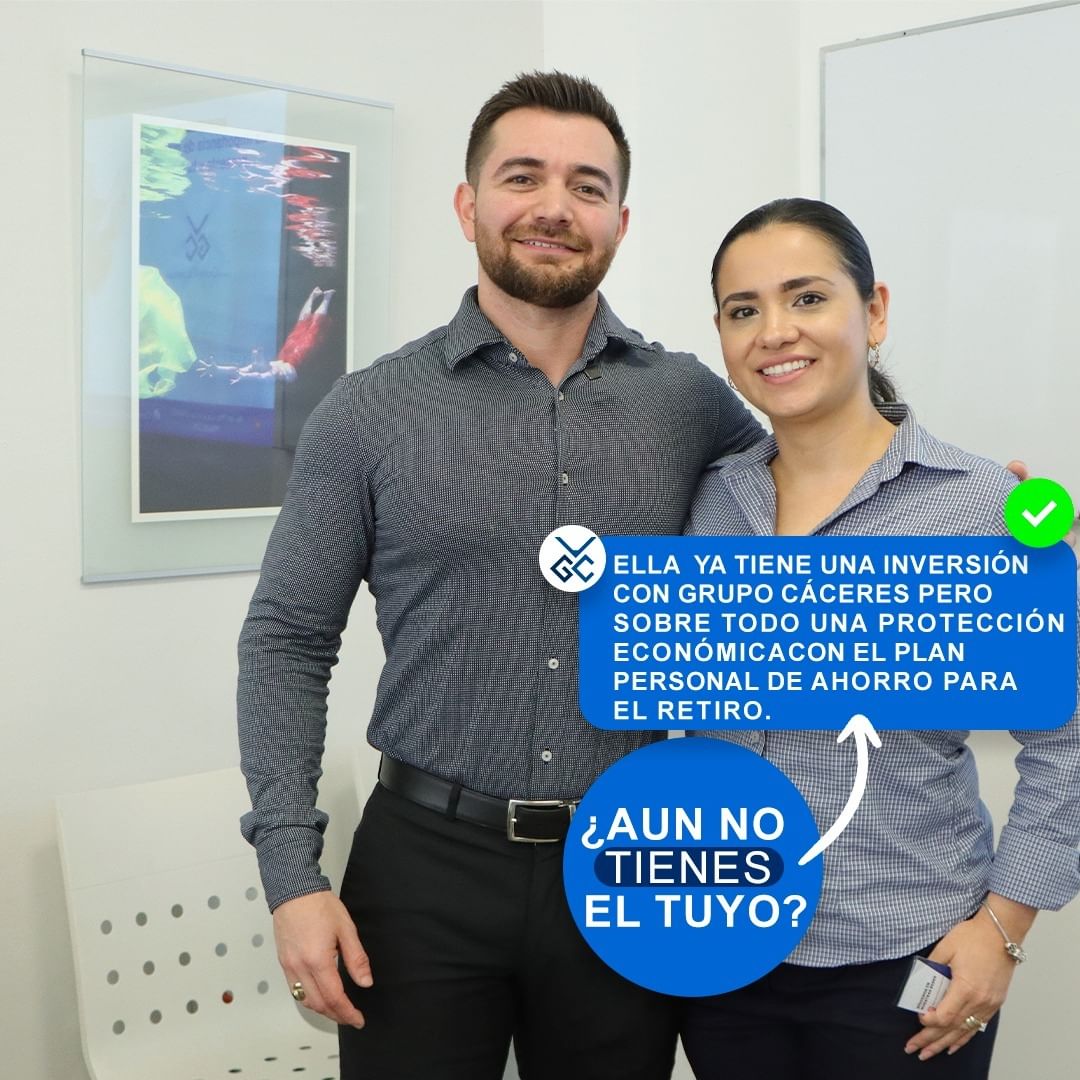 GC
ELLA YA TIENE UNA INVERSIÓN
CON GRUPO CÁCERES PERO
SOBRE TODO UNA PROTECCIÓN
ECONÓMICACON EL PLAN
PERSONAL DE AHORRO PARA
EL RETIRO.
¿AUN NO
TIENES
EL TUYO?